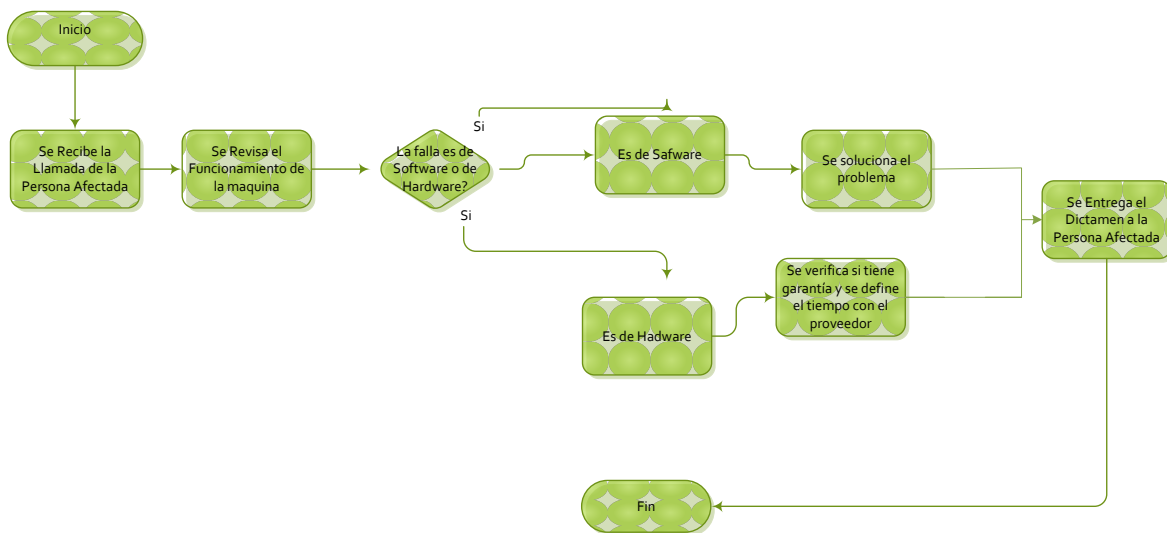 Inicio
Se Recibe la
Llamada de la
Persona Afectada
Se Revisa el
Funcionamiento de
la maquina
La falla es de
Software o de
Hardware?
Si
Si
Es de Safware
Se soluciona el
problema
Es de Hadware
Se verifica si tiene
garantía y se define
el tiempo con el
proveedor
Se Entrega el
Dictamen a la
Persona Afectada
Fin